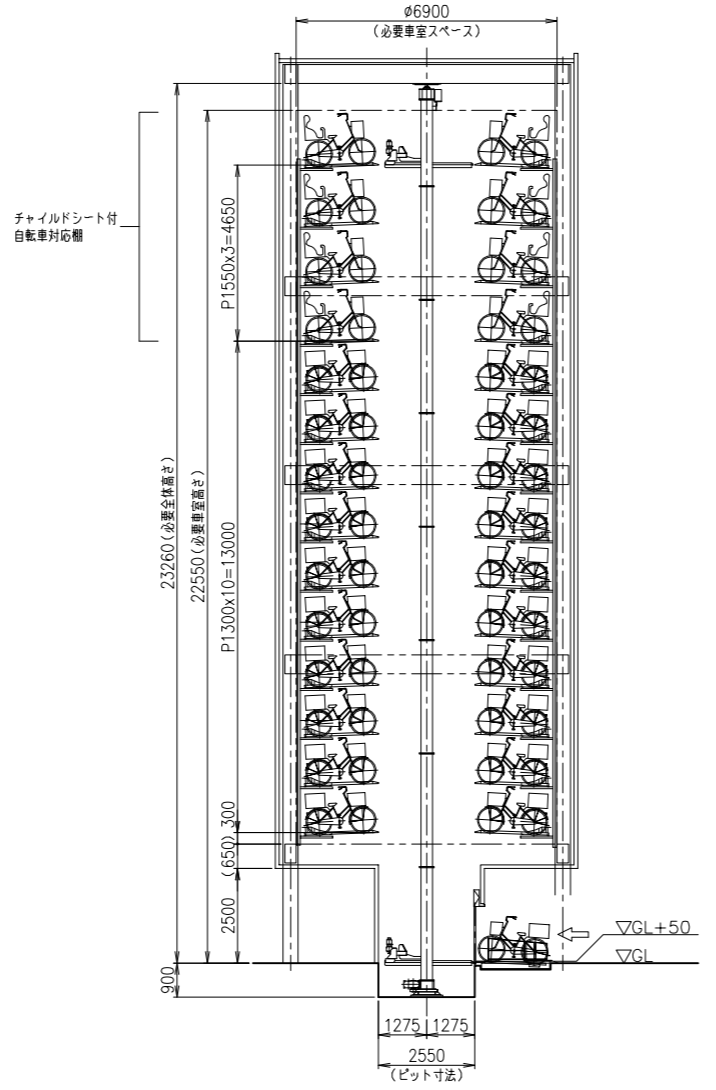 ø6900
(必要車室スペース)
チャイルドシート付
自転車対応棚
P1550x3=4650
23260(必要全体高さ)
22550(必要車室高さ)
P1300x10=13000
300
(650)
2500
900
▽GL+50
▽GL
1275
1275
2550
(ピット寸法)